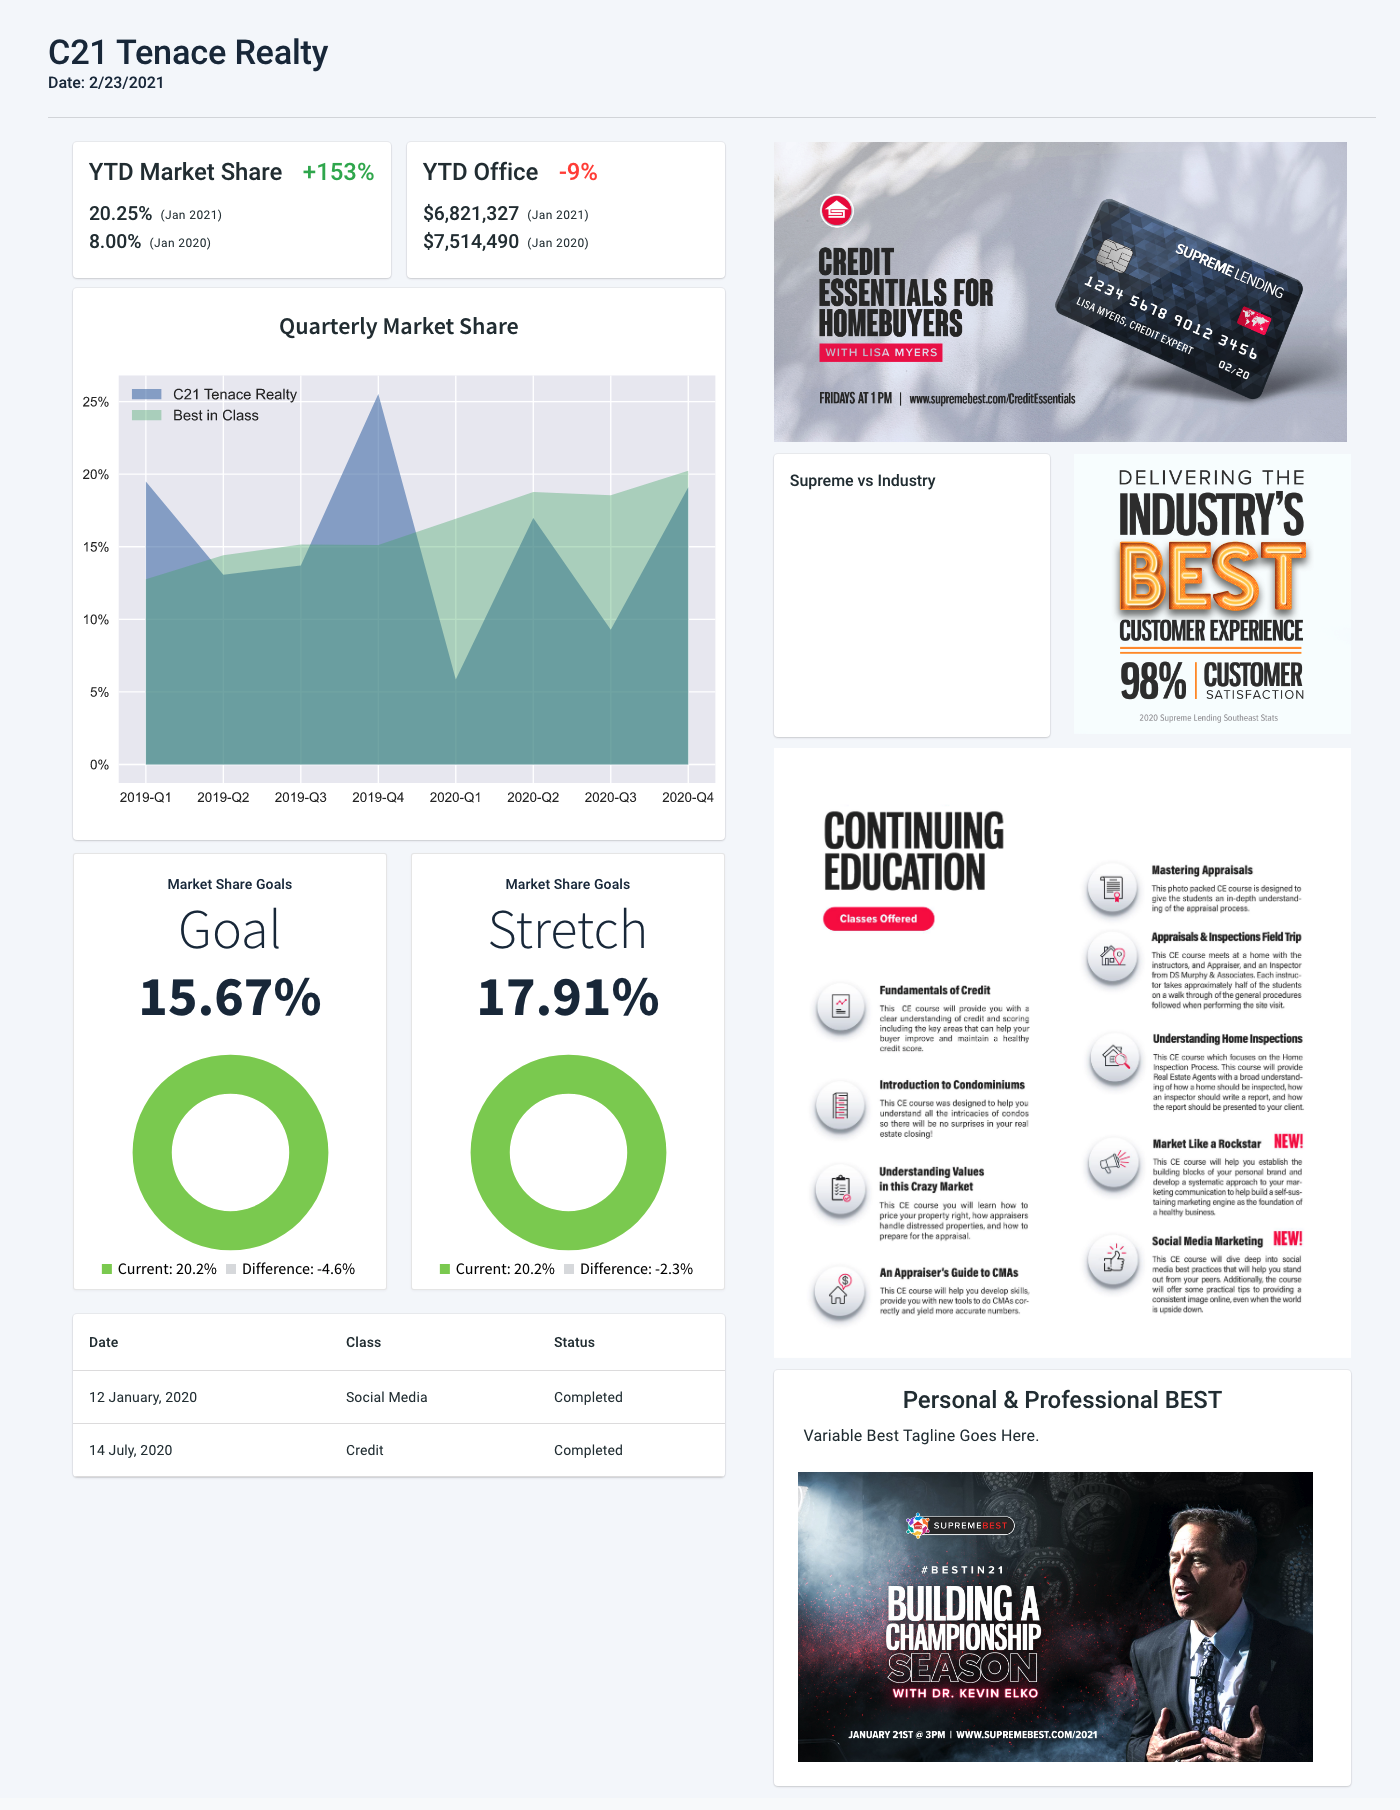 C21 Tenace Realty
Date: 2/23/2021
YTD Market Share +153%
20.25% (Jan 2021)
8.00% (Jan 2020)
YTD Office -9%
$6,821,327 (Jan 2021)
$7,514,490 (Jan 2020)
Quarterly Market Share
C21 Tenace Realty
Best in Class
25%
20%
15%
10%
5%
0%
2019-Q1 2019-Q2 2019-Q3 2019-Q4 2020-Q1 2020-Q2 2020-Q3 2020-Q4
Market Share Goals
Goal
15.67%
Current: 20.2% Difference: -4.6%
Market Share Goals
Stretch
17.91%
Current: 20.2% Difference: -2.3%
Date Class Status
12 January, 2020 Social Media Completed
14 July, 2020 Credit Completed
CREDIT
ESSENTIALS FOR
HOMEBUYERS
WITH LISA MYERS
FRIDAYS AT 1 PM | www.supremebest.com/CreditEssentials
SUPREME LENDING
1234 5678 9012 3456
LISA MYERS, CREDIT EXPERT
02/20
Supreme vs Industry
DELIVERING THE
INDUSTRY'S
BEST
CUSTOMER EXPERIENCE
98% CUSTOMER
SATISFACTION
2020 Supreme Lending Southeast Stats
CONTINUING
EDUCATION
Classes Offered
Fundamentals of Credit
This CE course will provide you with a
clear understanding of credit and scoring
including the key areas that can help your
buyer improve and maintain a healthy
credit score.
Introduction to Condominiums
This CE course was designed to help you
understand all the intricacies of condos
so there will be no surprises in your real
estate closing!
Understanding Values
in this Crazy Market
This CE course you will learn how to
price your property right, how appraisers
handle distressed properties, and how to
prepare for the appraisal.
An Appraiser's Guide to CMAs
This CE course will help you develop skills,
provide you with new tools to do CMAs cor-
rectly and yield more accurate numbers.
Mastering Appraisals
This photo packed CE course is designed to
give the students an in-depth understand-
ing of the appraisal process.
Appraisals & Inspections Field Trip
This CE course meets at a home with the
instructors, and Appraiser, and an Inspector
from DS Murphy & Associates. Each instruc-
tor takes approximately half of the students
on a walk through of the general procedures
followed when performing the site visit.
Understanding Home Inspections
This CE course which focuses on the Home
Inspection Process. This course will provide
Real Estate Agents with a broad understand-
ing of how a home should be inspected, how
an inspector should write a report, and how
the report should be presented to your client.
Market Like a Rockstar NEW!
This CE course will help you establish the
building blocks of your personal brand and
develop a systematic approach to your mar-
keting communication to help build a self-sus-
taining marketing engine as the foundation of
a healthy business.
Social Media Marketing NEW!
This CE course will dive deep into social
media best practices that will help you stand
out from your peers. Additionally, the course
will offer some practical tips to providing a
consistent image online, even when the world
is upside down.
Personal & Professional BEST
Variable Best Tagline Goes Here.
SUPREMEBEST
#BESTIN21
BUILDING A
CHAMPIONSHIP
SEASON
WITH DR. KEVIN ELKO
JANUARY 21ST @ 3PM | WWW.SUPREMEBEST.COM/2021